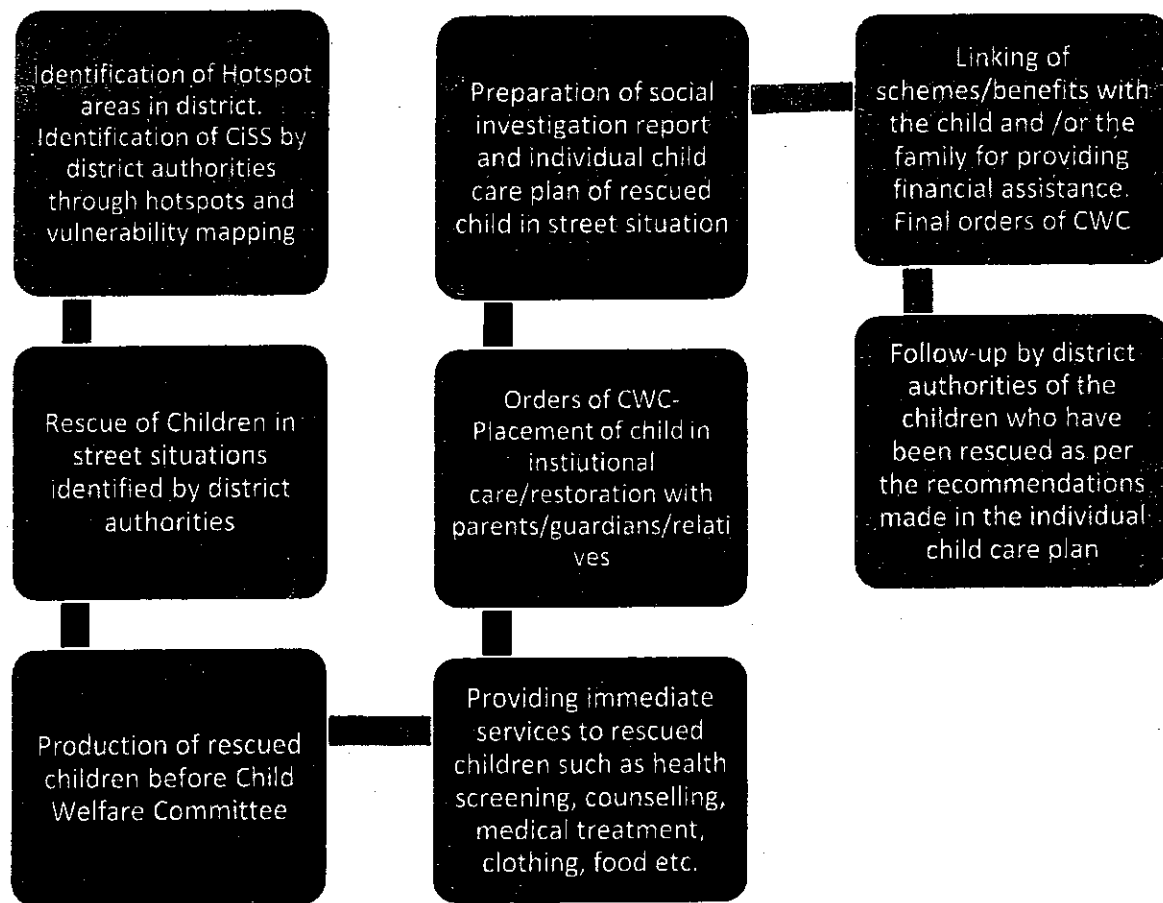 Identification of Hotspot
areas in district.
Identification of CiSS by
district authorities
through hotspots and
vulnerability mapping
Rescue of Children in
street situations
identified by district
authorities
Production of rescued
children before Child
Welfare Committee
Providing immediate
services to rescued
children such as health
screening, counselling,
medical treatment,
clothing, food etc.
Orders of CWC-
Placement of child in
instiutional
care/restoration with
parents/guardians/relati
ves
Preparation of social
investigation report
and individual child
care plan of rescued
child in street situation
Linking of
schemes/benefits with
the child and /or the
family for providing
financial assistance.
Final orders of CWC
Follow-up by district
authorities of the
children who have
been rescued as per
the recommendations
made in the individual
child care plan